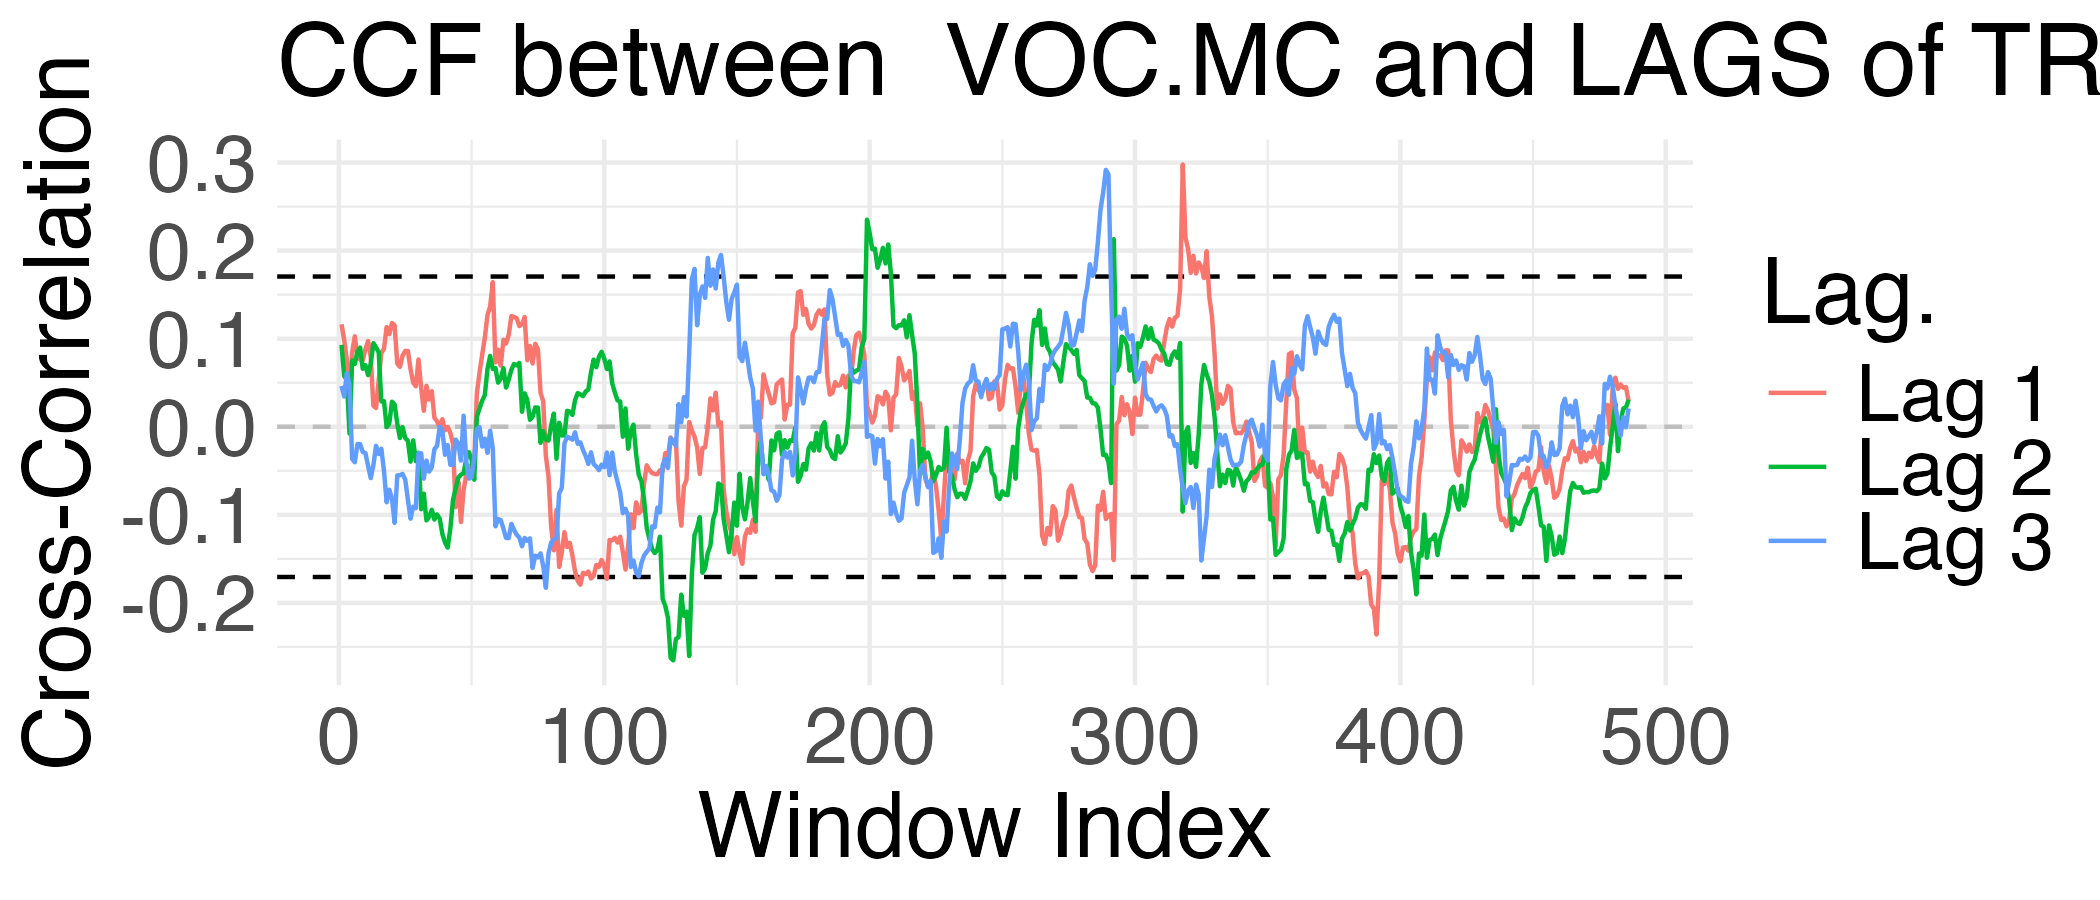 CCF between  VOC.MC and LAGS of TR
Cross-Correlation
0.3
0.2
0.1
0.0
-0.1
-0.2
0 100 200 300 400 500
Window Index
Lag.
Lag 1
Lag 2
Lag 3